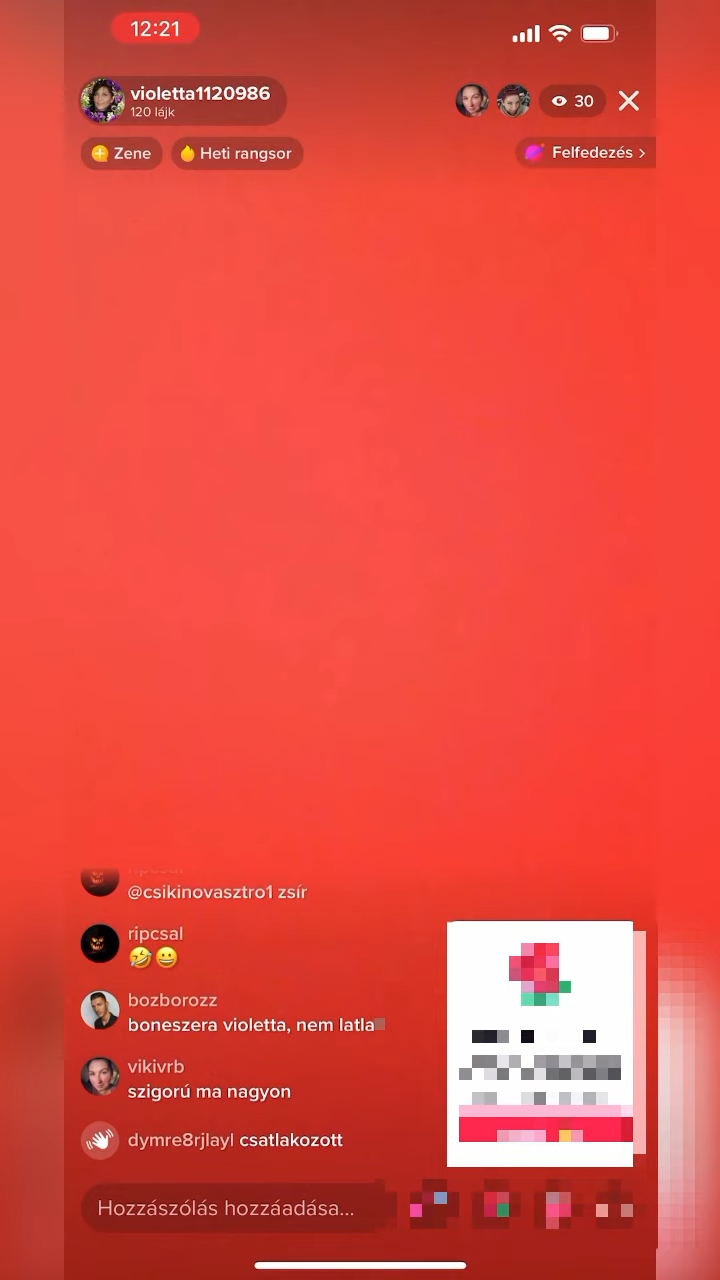 12:21
violetta1120986
120 lájk
30
Zene
Heti rangsor
Felfedezés
@csikinovasztro1 zsír
ripcsal
🤣😀
bozborozz
boneszera violetta, nem latla
vikivrb
szigorú ma nagyon
dymre8rjlayl csatlakozott
Hozzászólás hozzáadása...